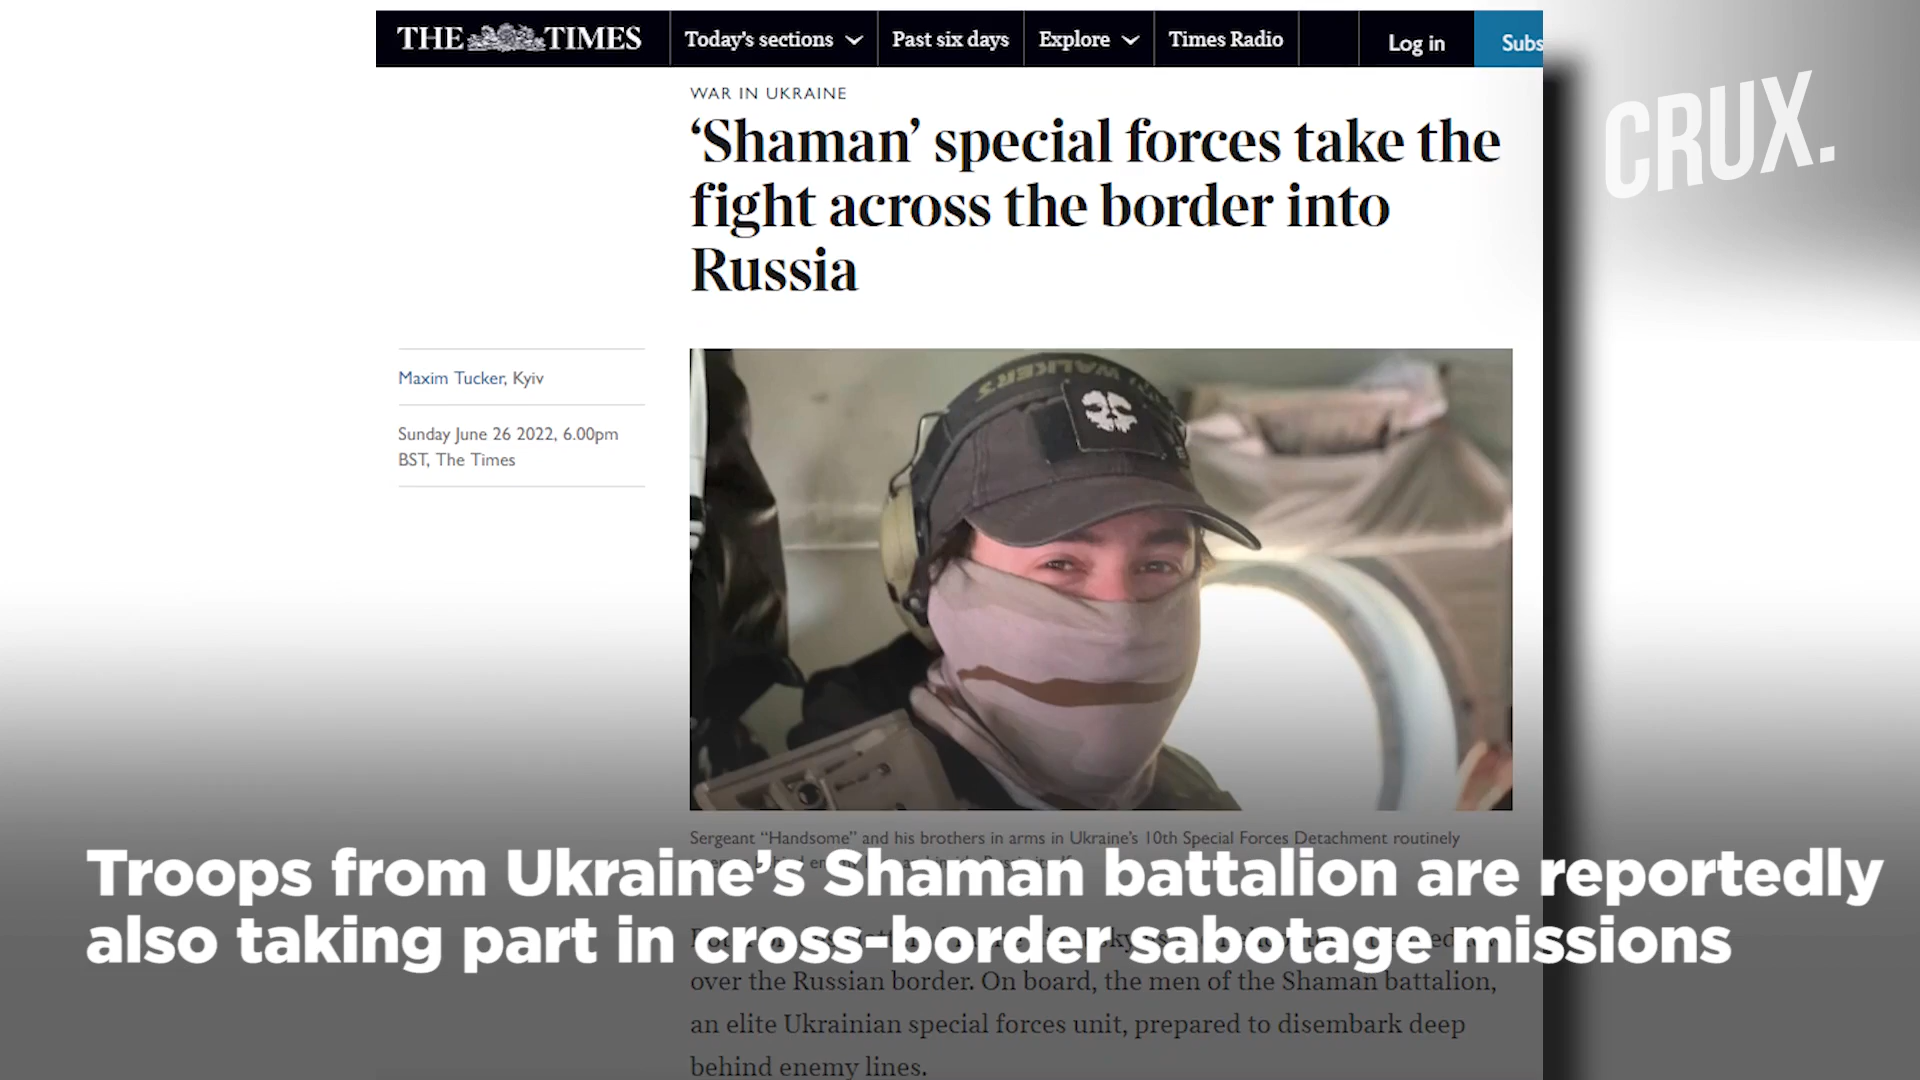 THE TIMES
Today's sections
Past six days
Explore
Times Radio
Log in
Subs
CRUX.
WAR IN UKRAINE
‘Shaman’ special forces take the
fight across the border into
Russia
Maxim Tucker, Kyiv
Sunday June 26 2022, 6.00pm
BST, The Times
WALKERS
Sergeant “Handsome” and his brothers in arms in Ukraine’s 10th Special Forces Detachment routinely
Troops from Ukraine’s Shaman battalion are reportedly
also taking part in cross-border sabotage missions
over the Russian border. On board, the men of the Shaman battalion,
an elite Ukrainian special forces unit, prepared to disembark deep
behind enemy lines.